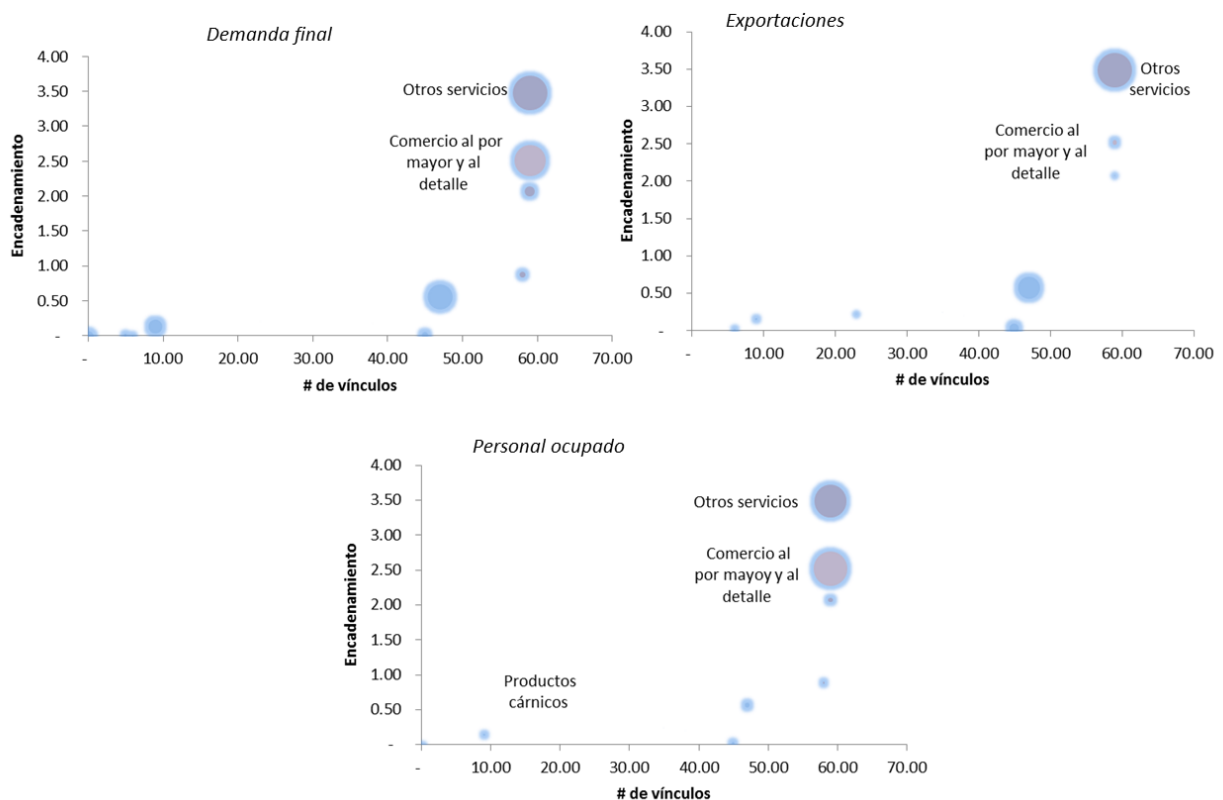 Demanda final
4.00
3.50
3.00
2.50
2.00
1.50
1.00
0.50
-
Encadenamiento
Otros servicios
Comercio al por
mayor y al
detalle
- 10.00 20.00 30.00 40.00 50.00 60.00 70.00
# de vínculos
Exportaciones
4.00
3.50
3.00
2.50
2.00
1.50
1.00
0.50
-
Encadenamiento
Otros
servicios
Comercio al
por mayor y al
detalle
- 10.00 20.00 30.00 40.00 50.00 60.00 70.00
# de vínculos
Personal ocupado
4.00
3.50
3.00
2.50
2.00
1.50
1.00
0.50
-
Encadenamiento
Otros servicios
Comercio al
por mayoy y al
detalle
Productos
cárnicos
- 10.00 20.00 30.00 40.00 50.00 60.00 70.00
# de vínculos